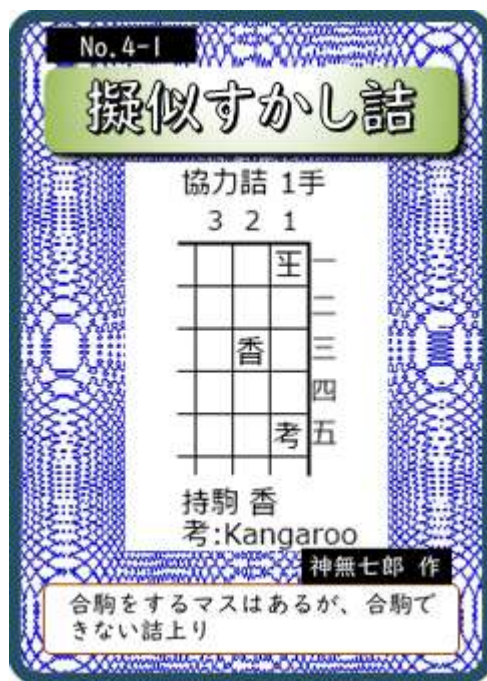 No.4-I
擬似すかし詰
協力詰 1手
3 2 1
王 一
二
香 三
四
考 五
持駒 香
考:Kangaroo
神無七郎 作
合駒をするマスはあるが、合駒で
きない詰上り